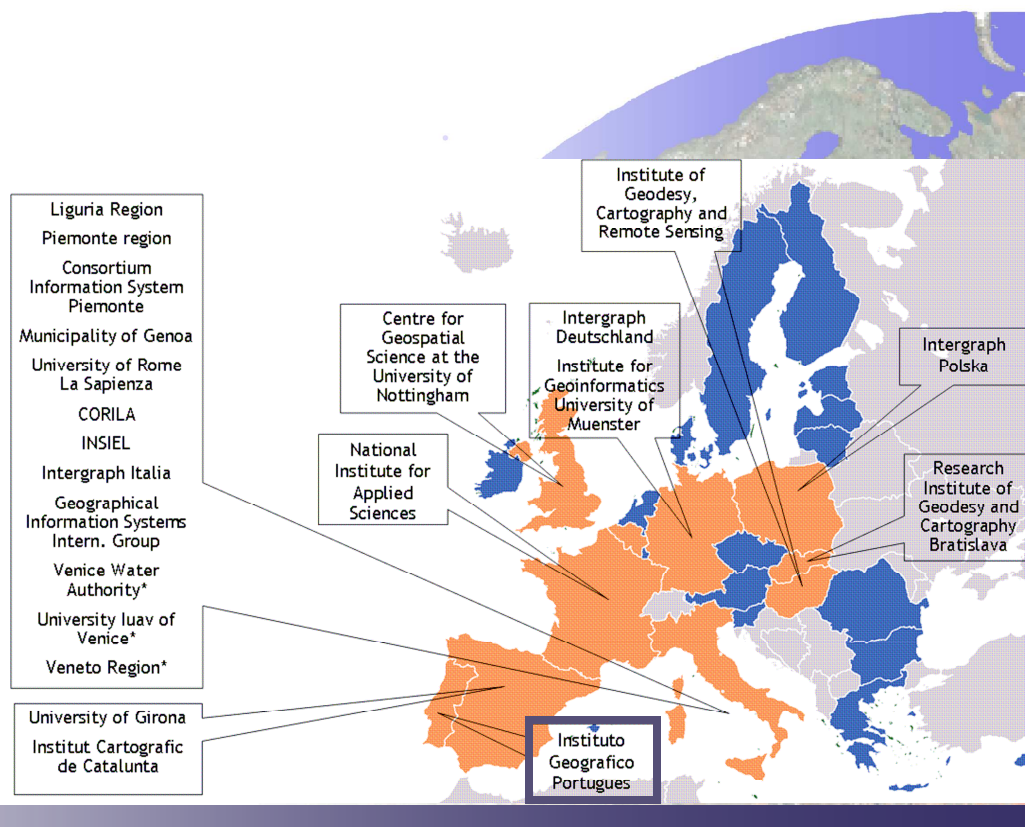 Liguria Region
Piemonte region
Consortium
Information System
Piemonte
Municipality of Genoa
University of Rome
La Sapienza
CORILA
INSIEL
Intergraph Italia
Geographical
Information Systems
Intern. Group
Venice Water
Authority*
University Iuav of
Venice*
Veneto Region*
University of Girona
Institut Cartografic
de Catalunta
National
Institute for
Applied
Sciences
Centre for
Geospatial
Science at the
University of
Nottingham
Intergraph
Deutschland
Institute for
Geoinformatics
University of
Muenster
Institute of
Geodesy,
Cartography and
Remote Sensing
Intergraph
Polska
Research
Institute of
Geodesy and
Cartography
Bratislava
Instituto
Geografico
Portugues